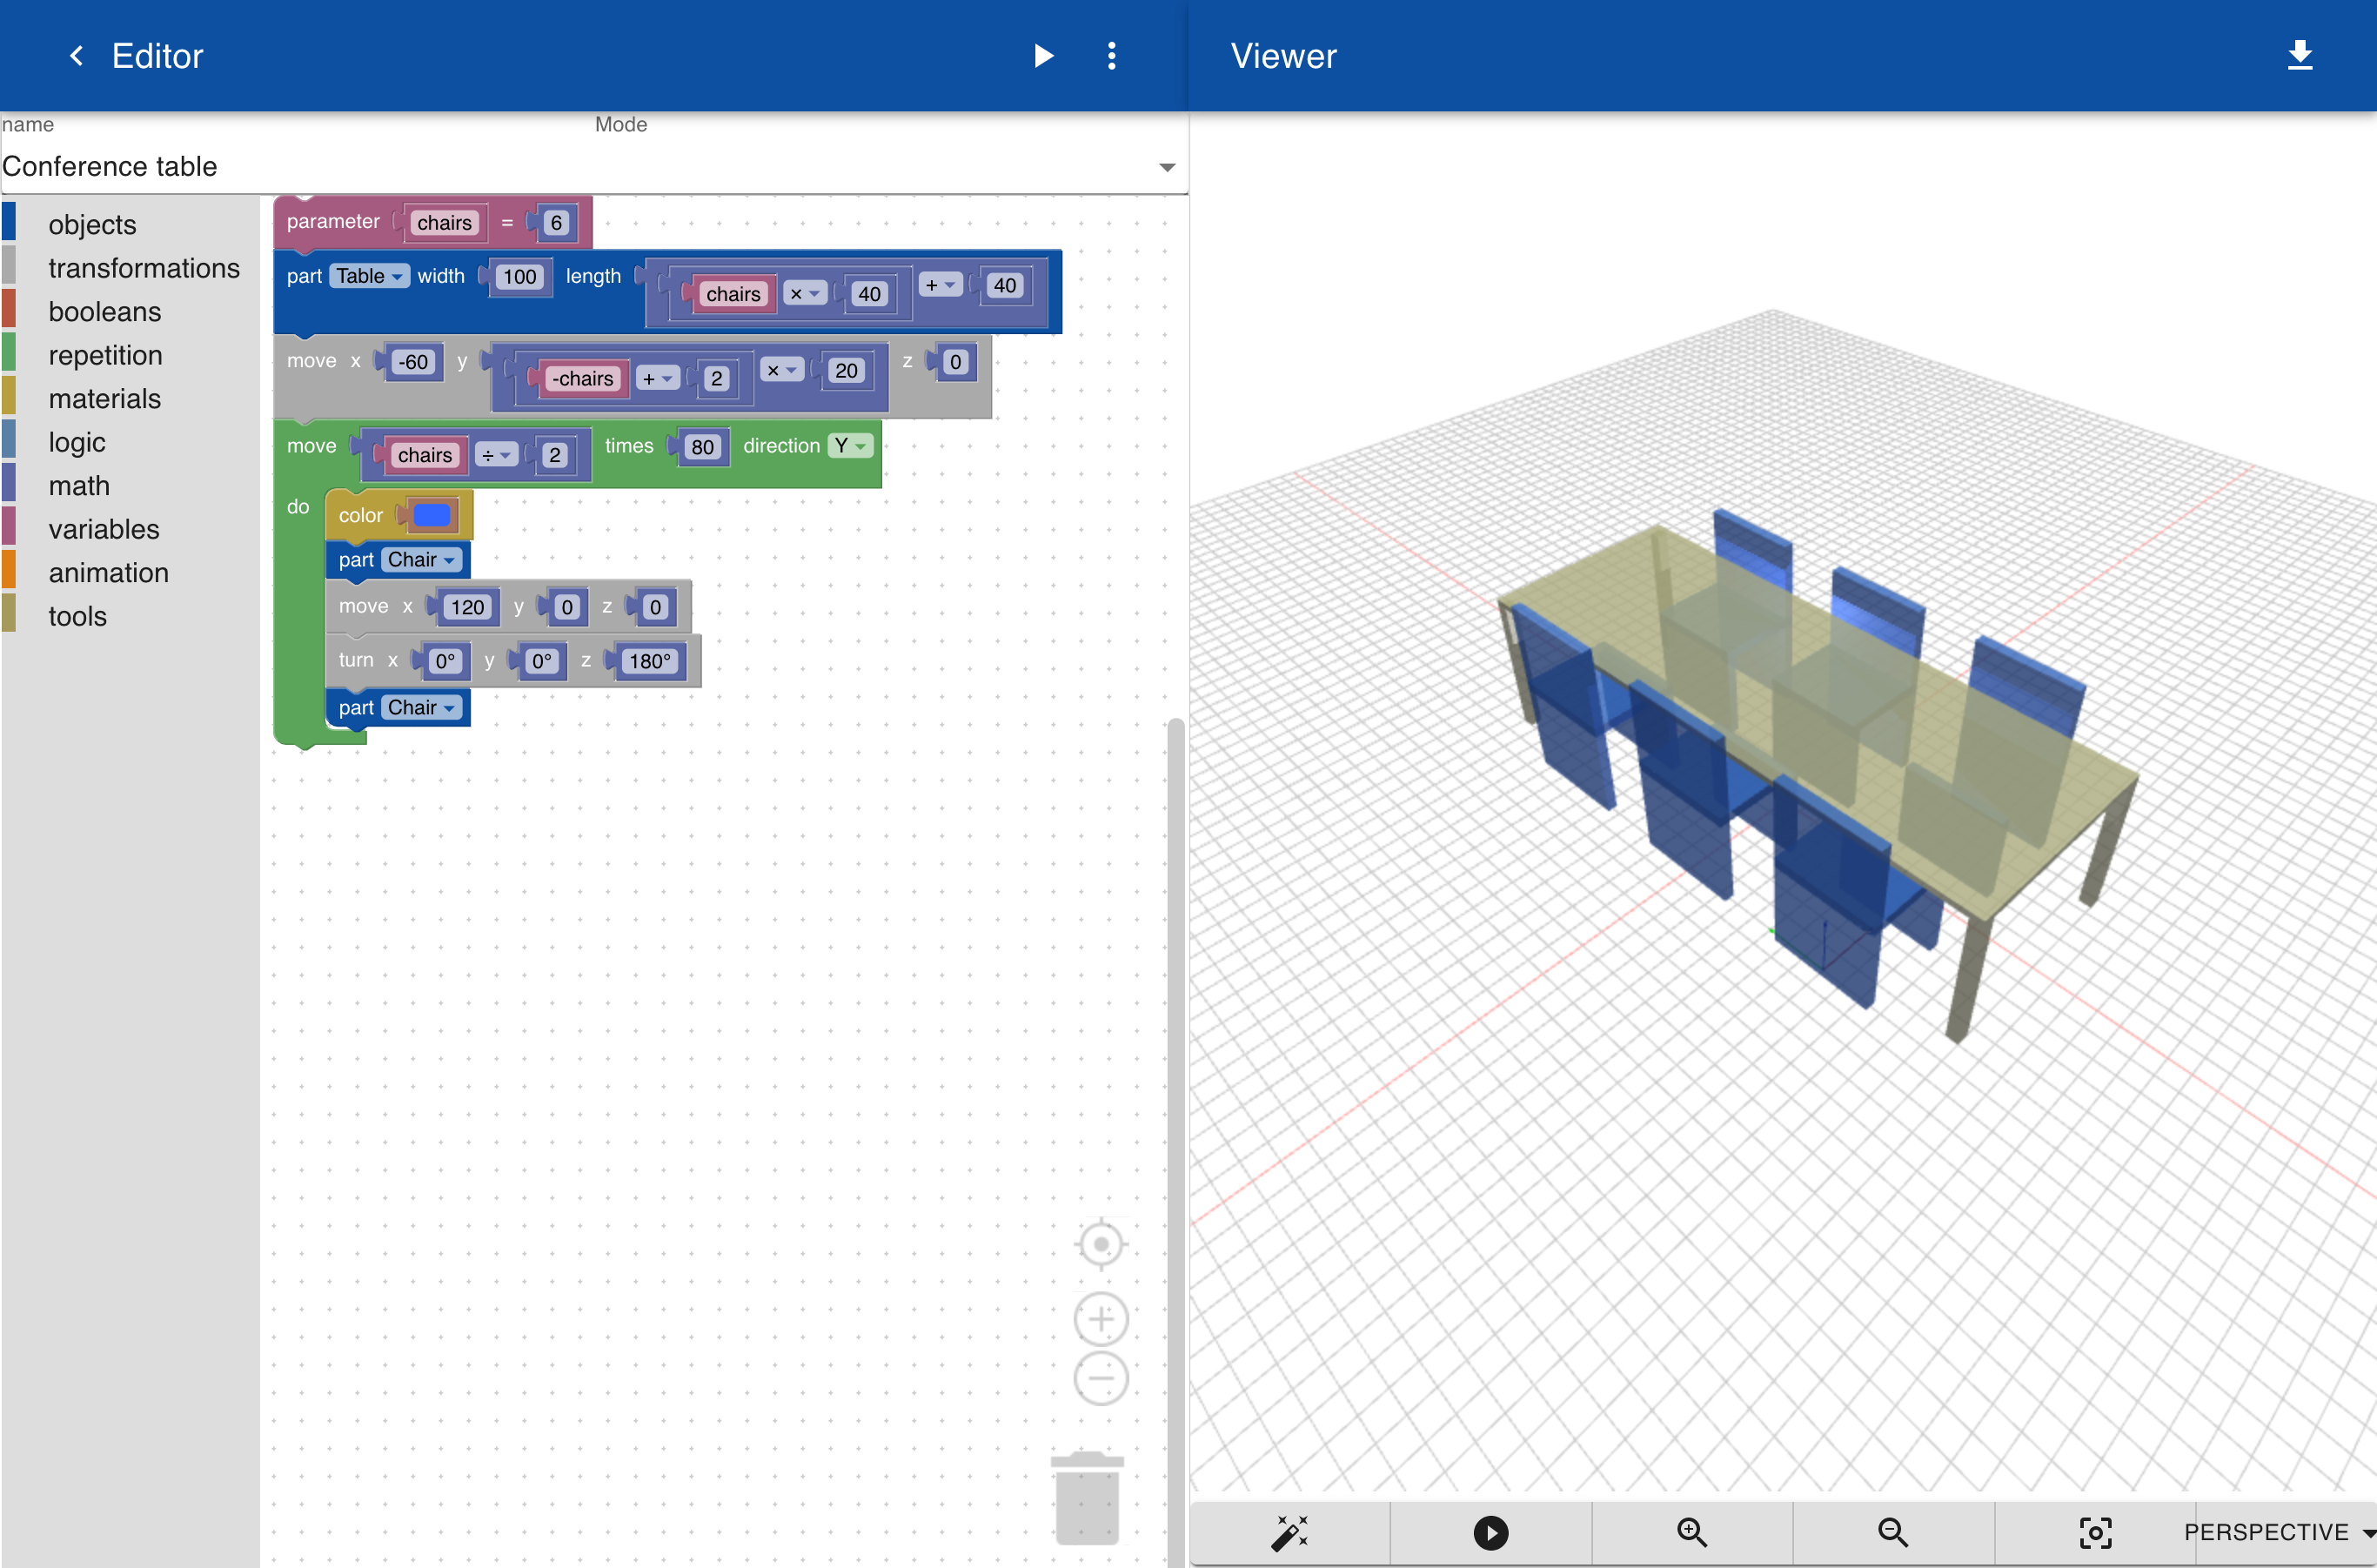 Editor
Viewer
name
Mode
Conference table
objects
transformations
booleans
repetition
materials
logic
math
variables
animation
tools
parameter chairs = 6
part Table width 100 length chairs × 40 + 40
move x -60 y -chairs + 2 × 20 z 0
move chairs ÷ 2 times 80 direction Y
do
color
part Chair
move x 120 y 0 z 0
turn x 0° y 0° z 180°
part Chair
PERSPECTIVE